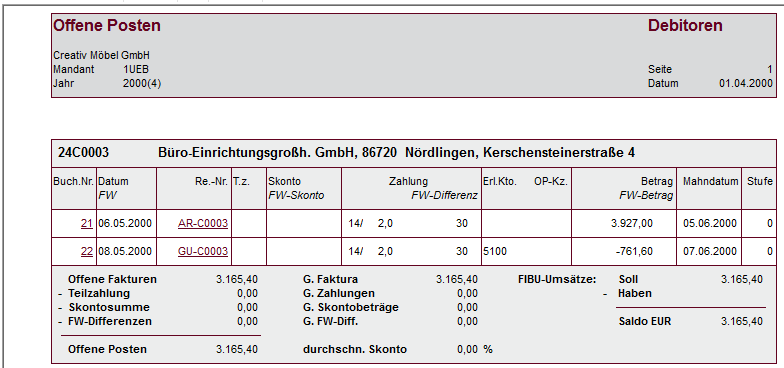 Offene Posten Debitoren
Creativ Möbel GmbH
Mandant 1UEB Seite 1
Jahr 2000(4) Datum 01.04.2000
24C0003 Büro-Einrichtungsgroßh. GmbH, 86720 Nördlingen, Kerschensteinerstraße 4
Buch.Nr. Datum Re.-Nr. T.z. Skonto Zahlung Erl.Kto. OP-Kz. Betrag Mahndatum Stufe
FW FW-Skonto FW-Differenz FW-Betrag
21 06.05.2000 AR-C0003 14/ 2,0 30 3.927,00 05.06.2000 0
22 08.05.2000 GU-C0003 14/ 2,0 30 5100 -761,60 07.06.2000 0
Offene Fakturen 3.165,40 G. Faktura 3.165,40 FIBU-Umsätze: Soll 3.165,40
- Teilzahlung 0,00 G. Zahlungen 0,00 - Haben
- Skontosumme 0,00 G. Skontobeträge 0,00
- FW-Differenzen 0,00 G. FW-Diff. 0,00 Saldo EUR 3.165,40
Offene Posten 3.165,40 durchschn. Skonto 0,00 %